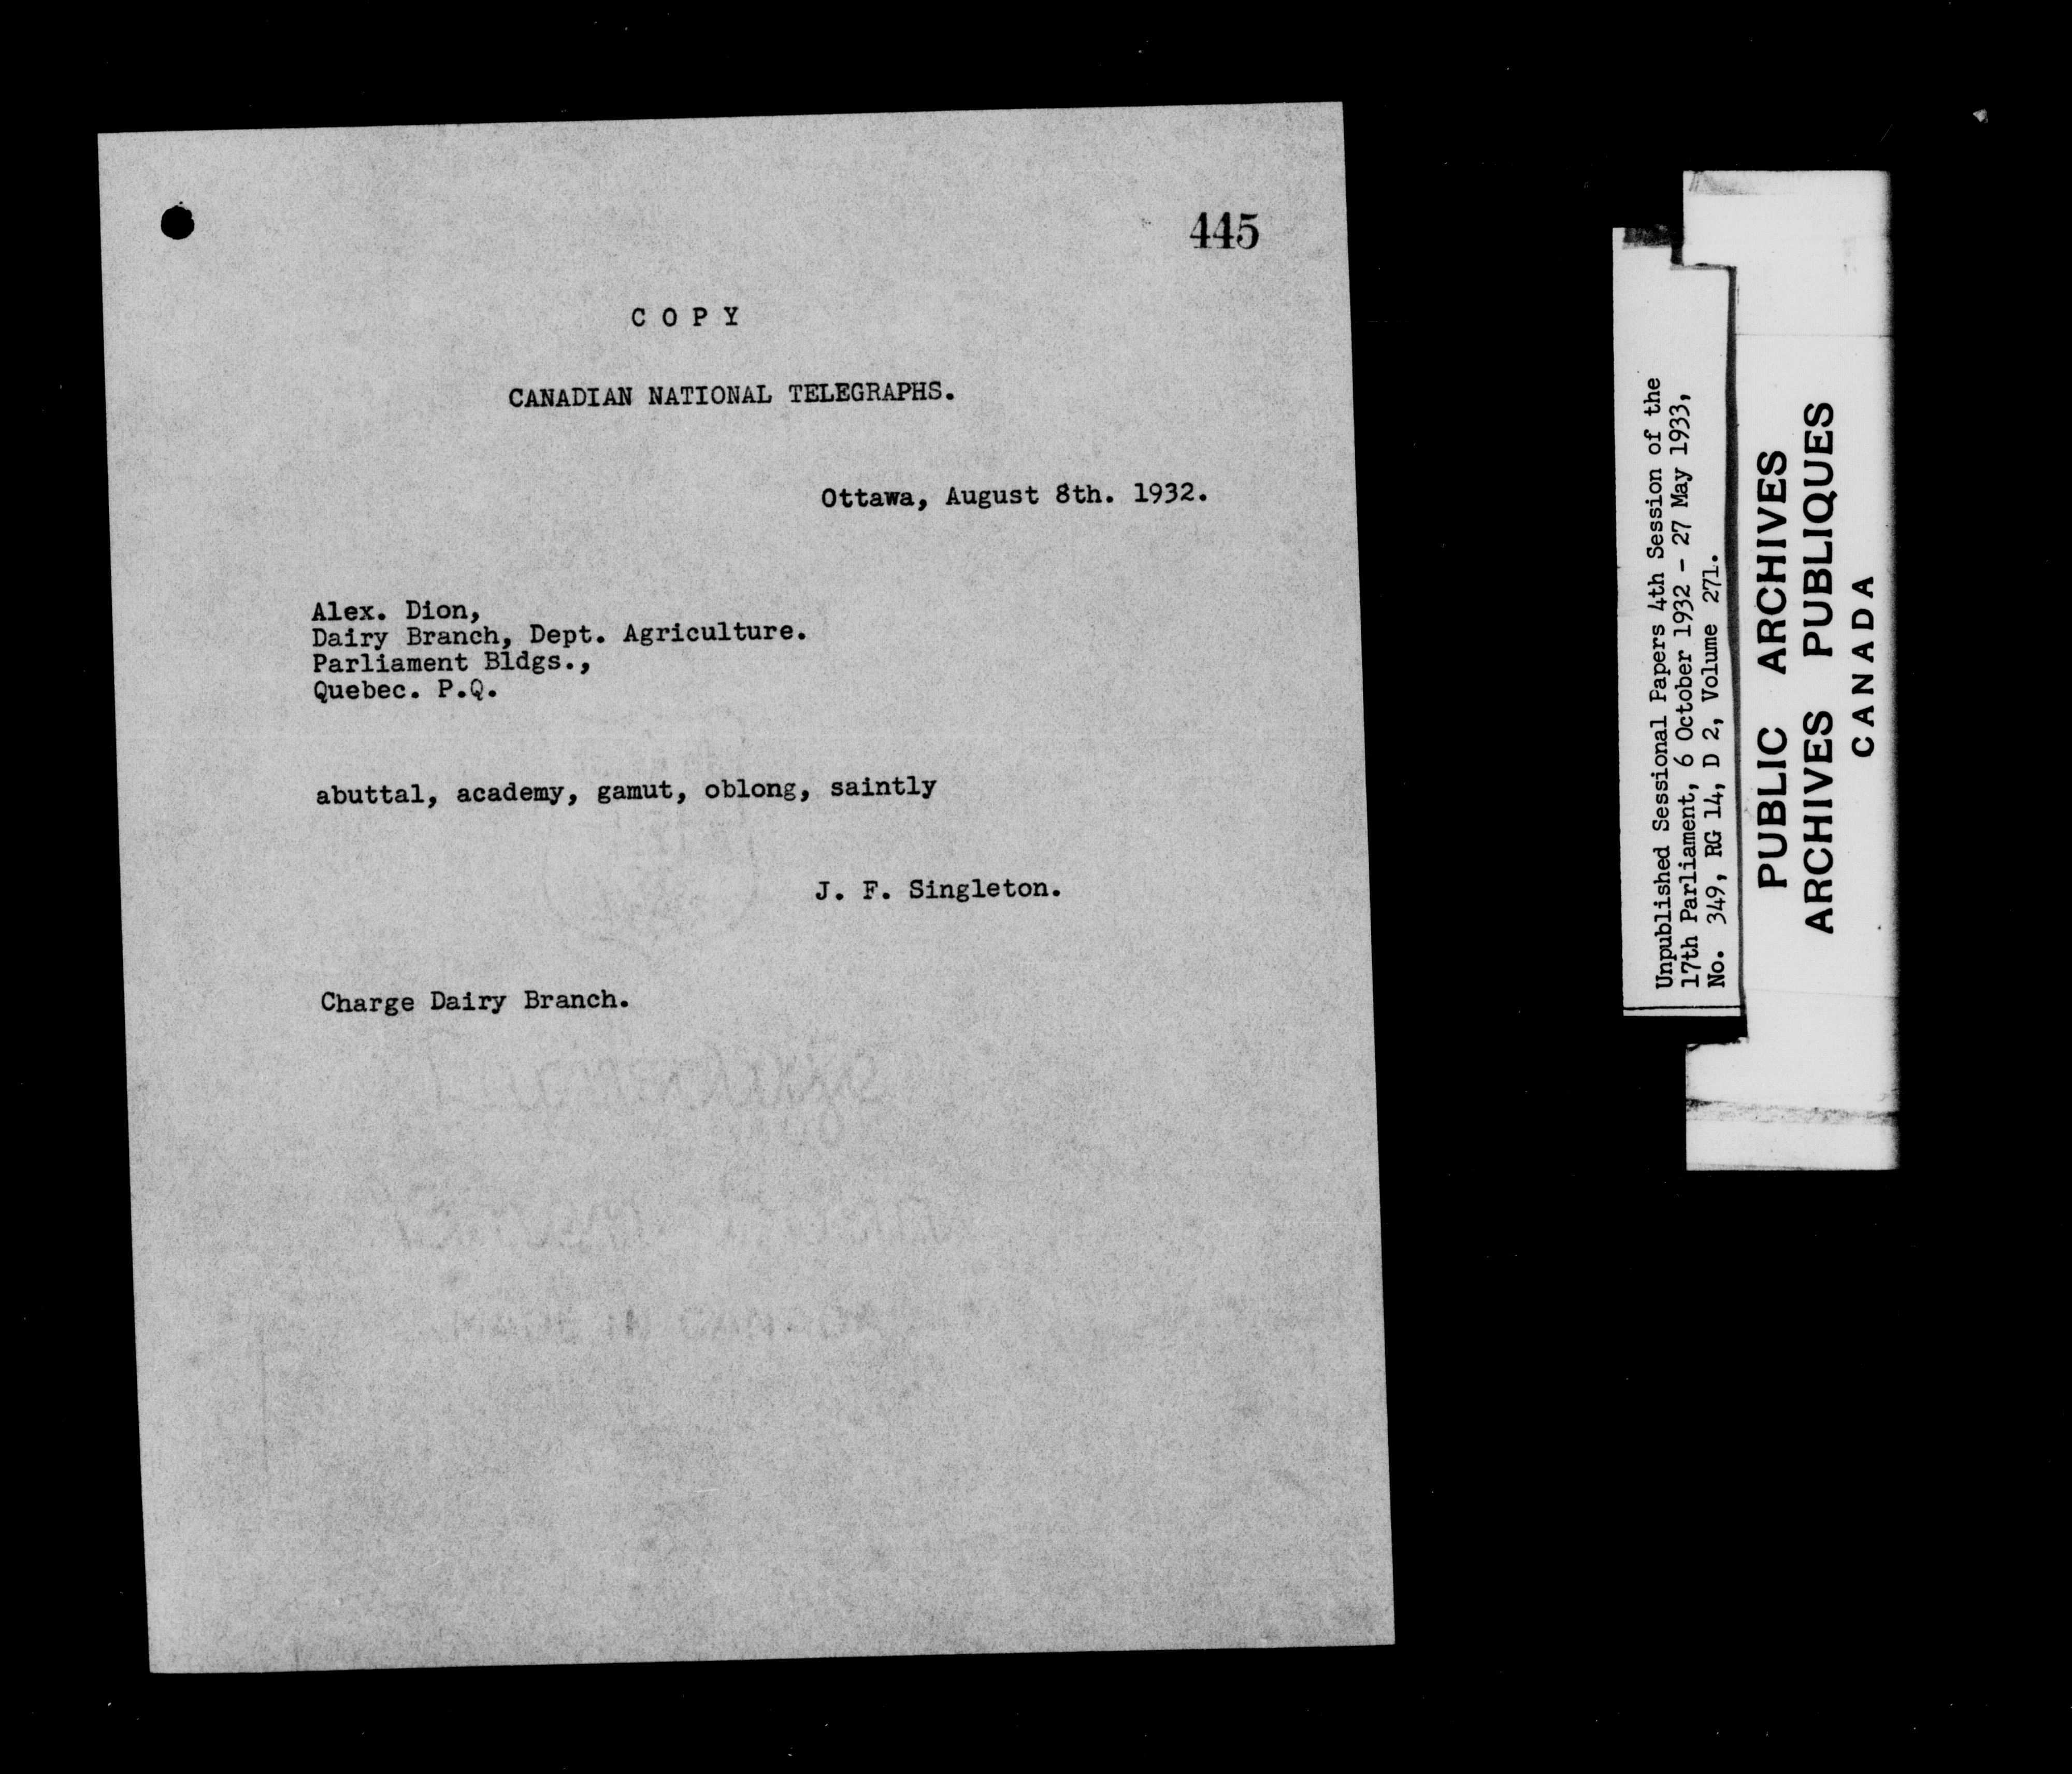 445
C O P Y
CANADIAN NATIONAL TELEGRAPHS.
Ottawa, August 8th. 1932.
Alex. Dion,
Dairy Branch, Dept. Agriculture.
Parliament Bldgs.,
Quebec. P.Q.
abuttal, academy, gamut, oblong, saintly
J. F. Singleton.
Charge Dairy Branch.
Unpublished Sessional Papers 4th Session of the
17th Parliament, 6 October 1932 - 27 May 1933,
No. 349, RG 14, D 2, Volume 271.
PUBLIC ARCHIVES
ARCHIVES PUBLIQUES
CANADA